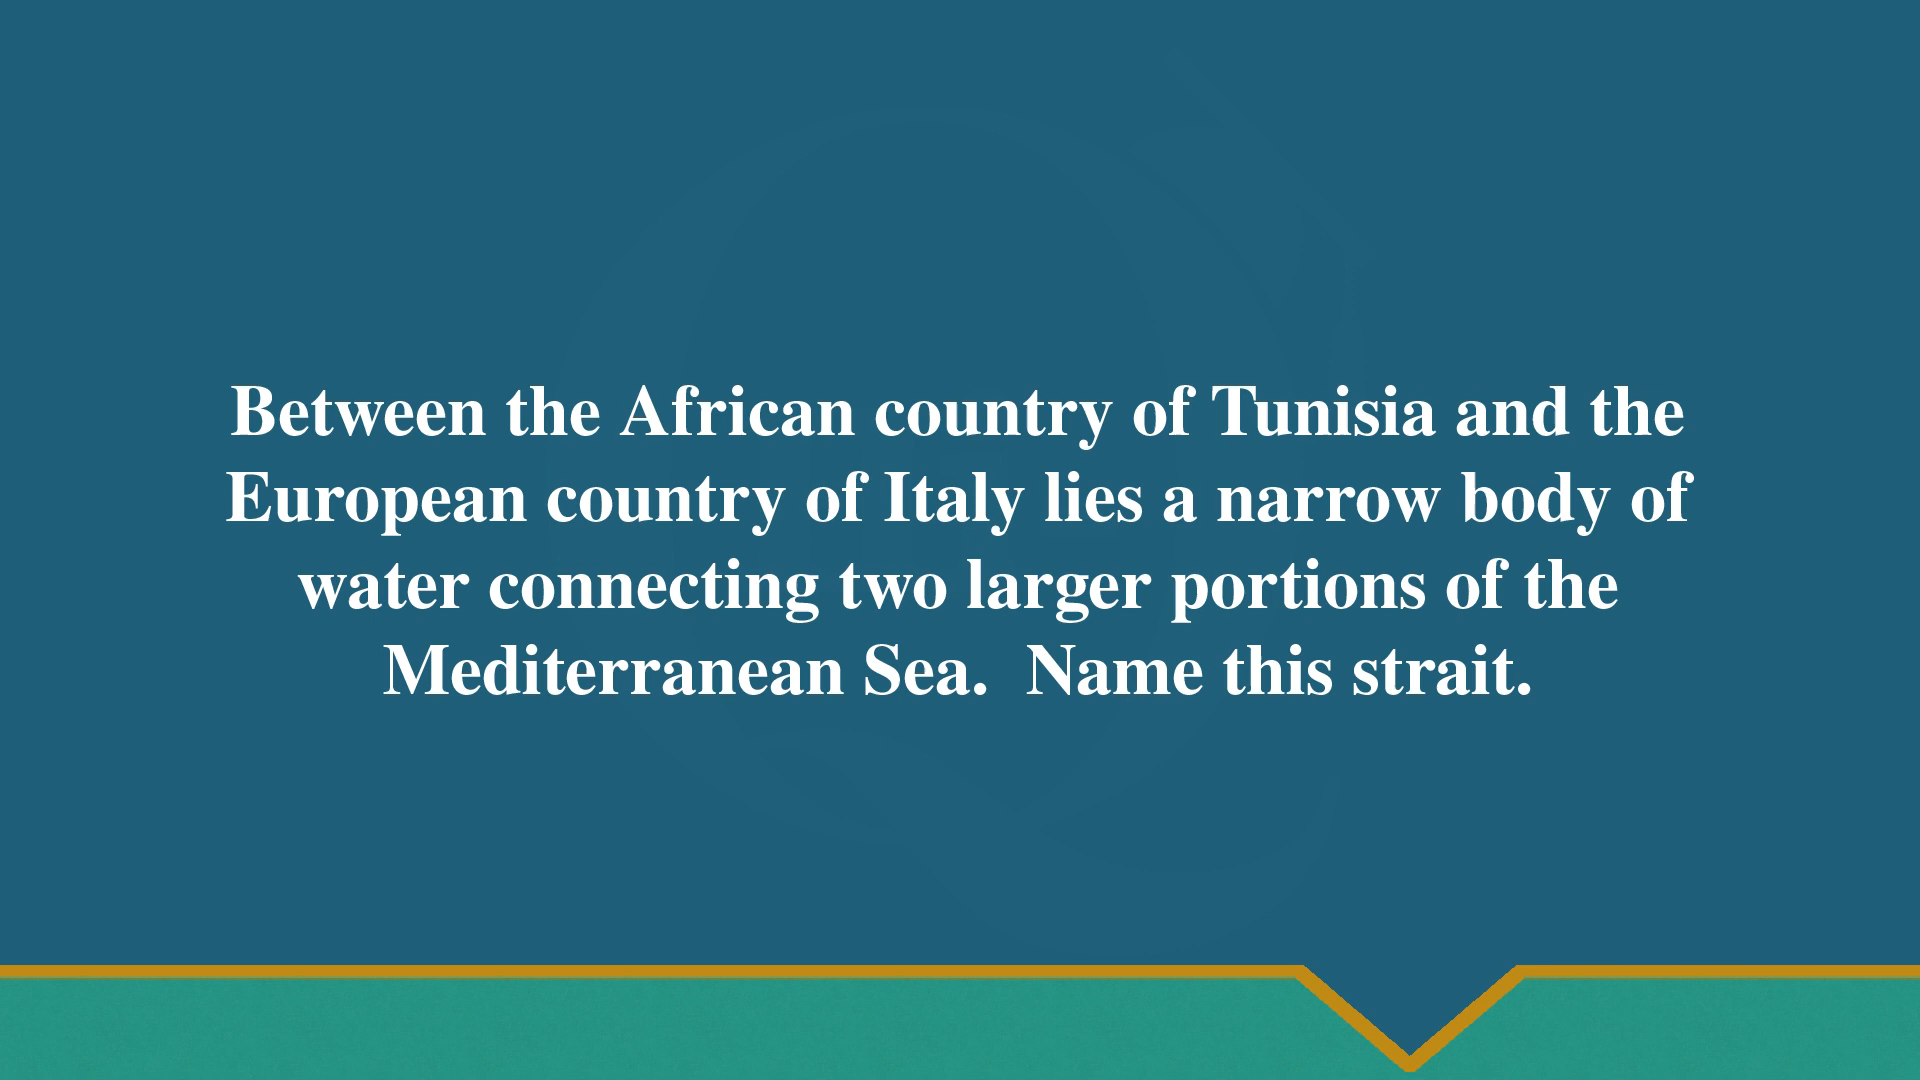 Between the African country of Tunisia and the
European country of Italy lies a narrow body of
water connecting two larger portions of the
Mediterranean Sea.  Name this strait.